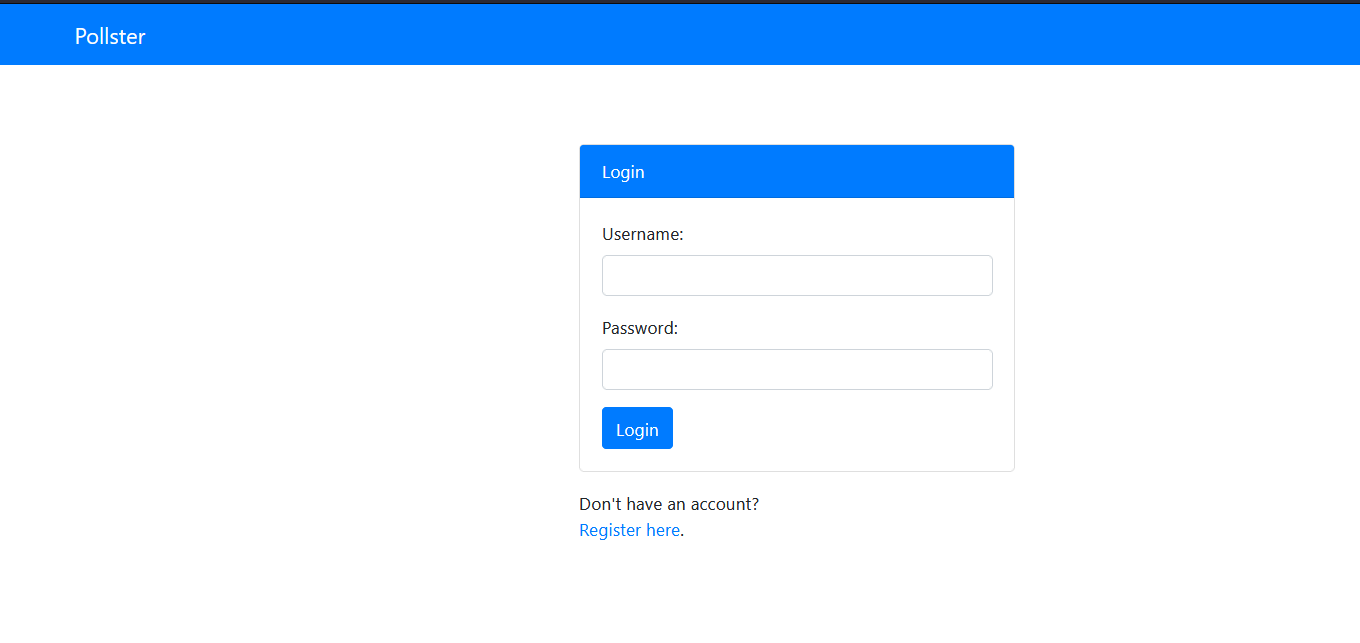 Pollster
Login
Username:
Password:
Login
Don't have an account?
Register here.